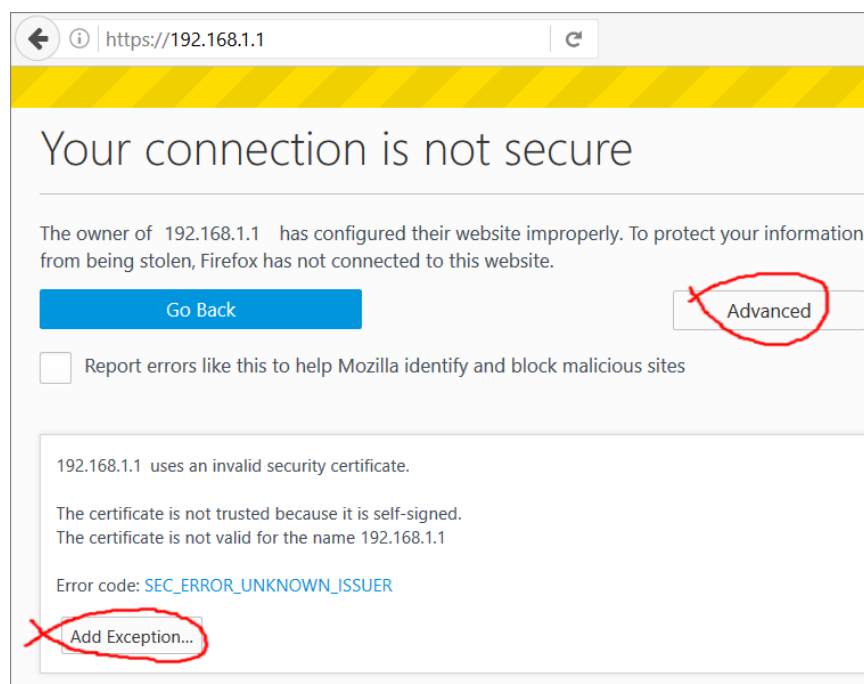 https://192.168.1.1
Your connection is not secure
The owner of 192.168.1.1 has configured their website improperly. To protect your information
from being stolen, Firefox has not connected to this website.
Go Back
Advanced
Report errors like this to help Mozilla identify and block malicious sites
192.168.1.1 uses an invalid security certificate.
The certificate is not trusted because it is self-signed.
The certificate is not valid for the name 192.168.1.1
Error code: SEC_ERROR_UNKNOWN_ISSUER
Add Exception...